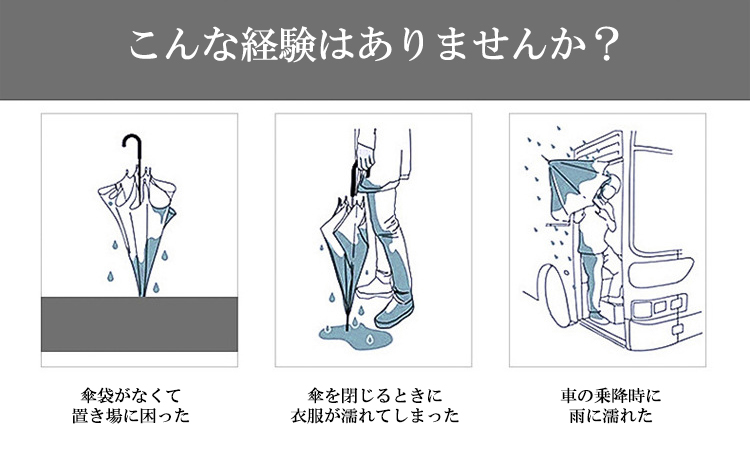 こんな経験はありませんか？
傘袋がなくて
置き場に困った
傘を閉じるときに
衣服が濡れてしまった
車の乗降時に
雨に濡れた